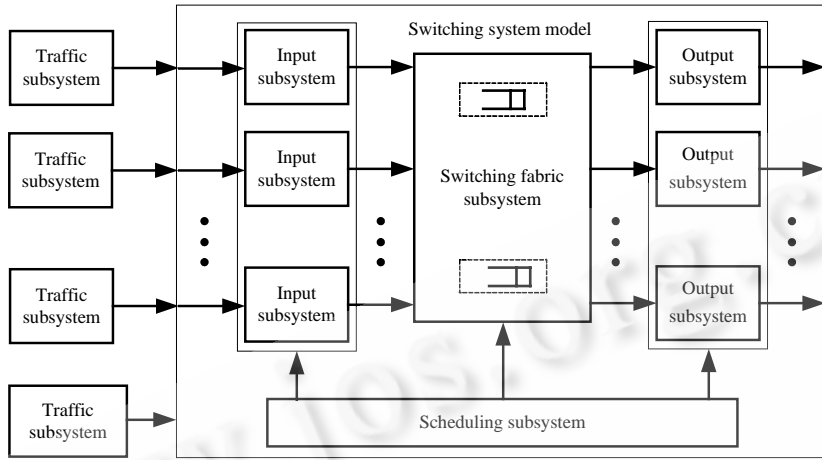 Switching system model
Traffic
subsystem
Input
subsystem
Output
subsystem
Traffic
subsystem
Input
subsystem
Switching fabric
subsystem
Output
subsystem
Traffic
subsystem
Input
subsystem
Output
subsystem
Traffic
subsystem
Scheduling subsystem